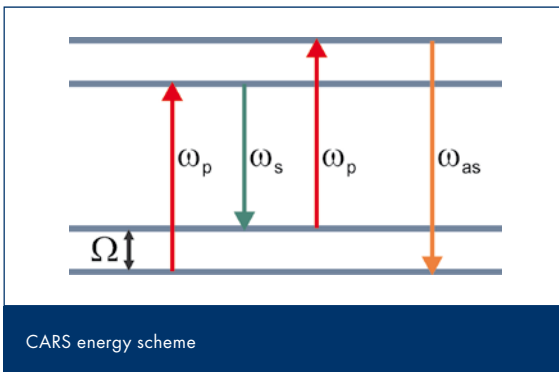 ωp ωs ωp ωas
Ω
CARS energy scheme